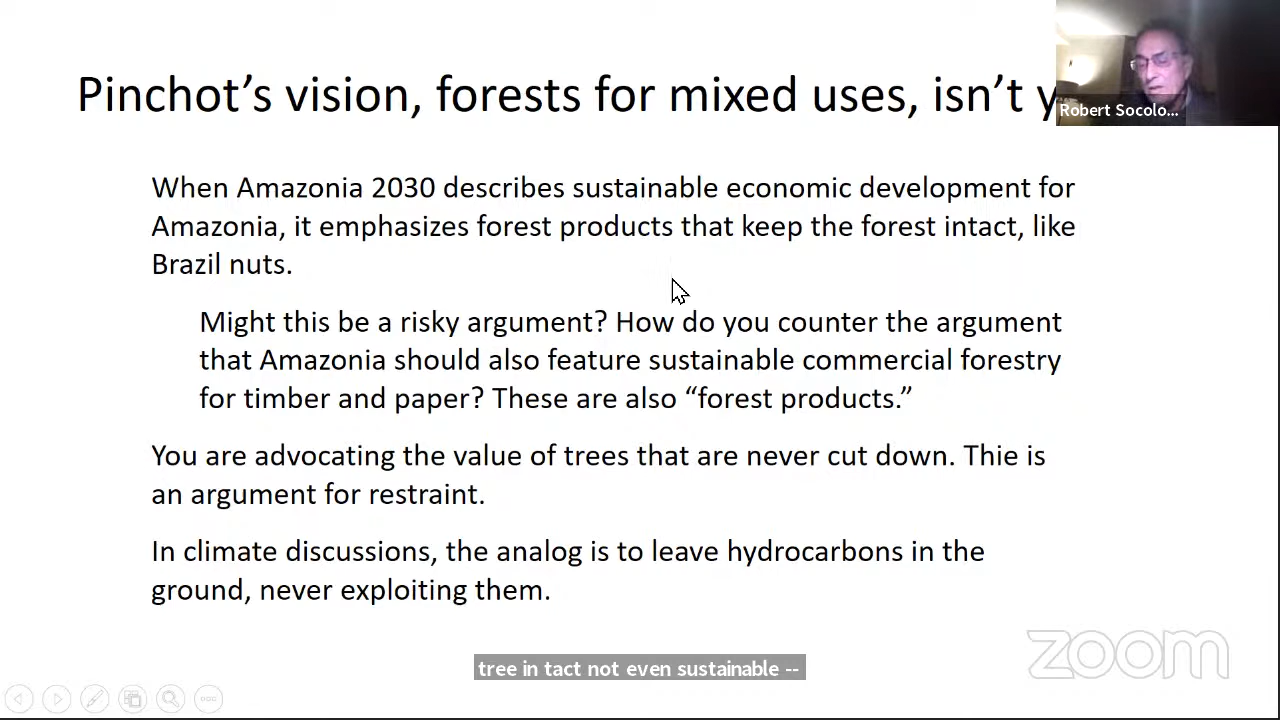 Pinchot’s vision, forests for mixed uses, isn’t
Robert Socolo...
When Amazonia 2030 describes sustainable economic development for
Amazonia, it emphasizes forest products that keep the forest intact, like
Brazil nuts.
Might this be a risky argument? How do you counter the argument
that Amazonia should also feature sustainable commercial forestry
for timber and paper? These are also “forest products.”
You are advocating the value of trees that are never cut down. Thie is
an argument for restraint.
In climate discussions, the analog is to leave hydrocarbons in the
ground, never exploiting them.
zoom
tree in tact not even sustainable --